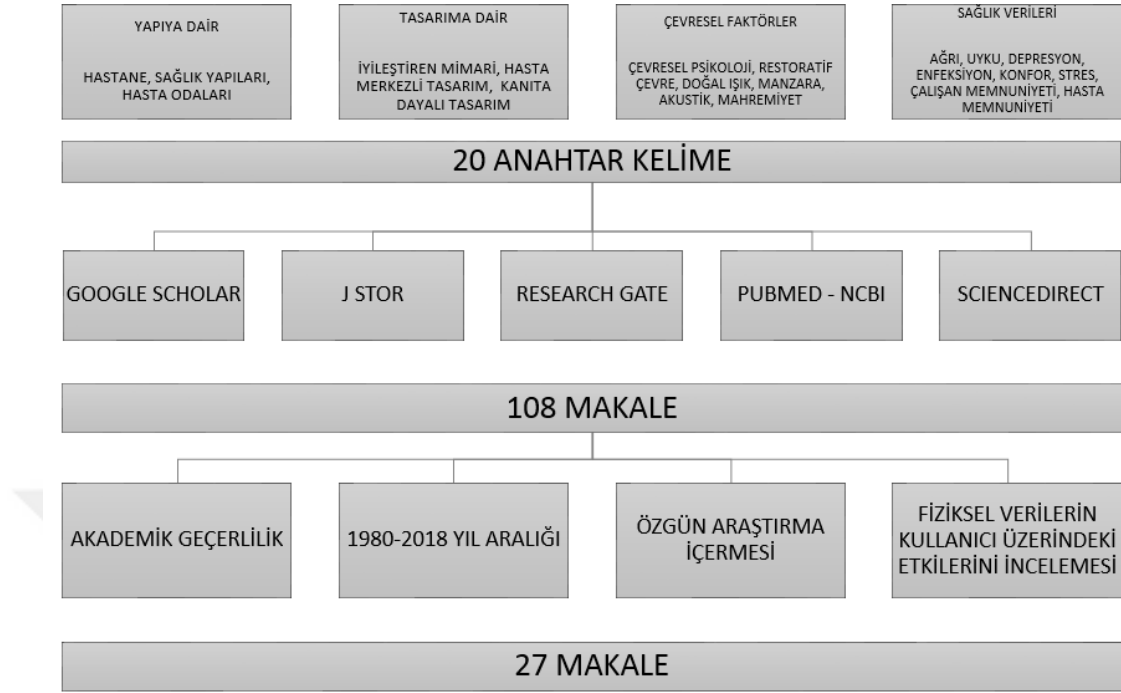 YAPIYA DAİR
HASTANE, SAĞLIK YAPILARI,
HASTA ODALARI
TASARIMA DAİR
İYİLEŞTİREN MİMARİ, HASTA
MERKEZLİ TASARIM, KANITA
DAYALI TASARIM
ÇEVRESEL FAKTÖRLER
ÇEVRESEL PSİKOLOJİ, RESTORATİF
ÇEVRE, DOĞAL IŞIK, MANZARA,
AKUSTİK, MAHREMİYET
SAĞLIK VERİLERİ
AĞRI, UYKU, DEPRESYON,
ENFEKSİYON, KONFOR, STRES,
ÇALIŞAN MEMNUNİYETİ, HASTA
MEMNUNİYETİ
20 ANAHTAR KELİME
GOOGLE SCHOLAR
J STOR
RESEARCH GATE
PUBMED - NCBI
SCIENCEDIRECT
108 MAKALE
AKADEMİK GEÇERLİLİK
1980-2018 YIL ARALIĞI
ÖZGÜN ARAŞTIRMA
İÇERMESİ
FİZİKSEL VERİLERİN
KULLANICI ÜZERİNDEKİ
ETKİLERİNİ İNCELEMESİ
27 MAKALE